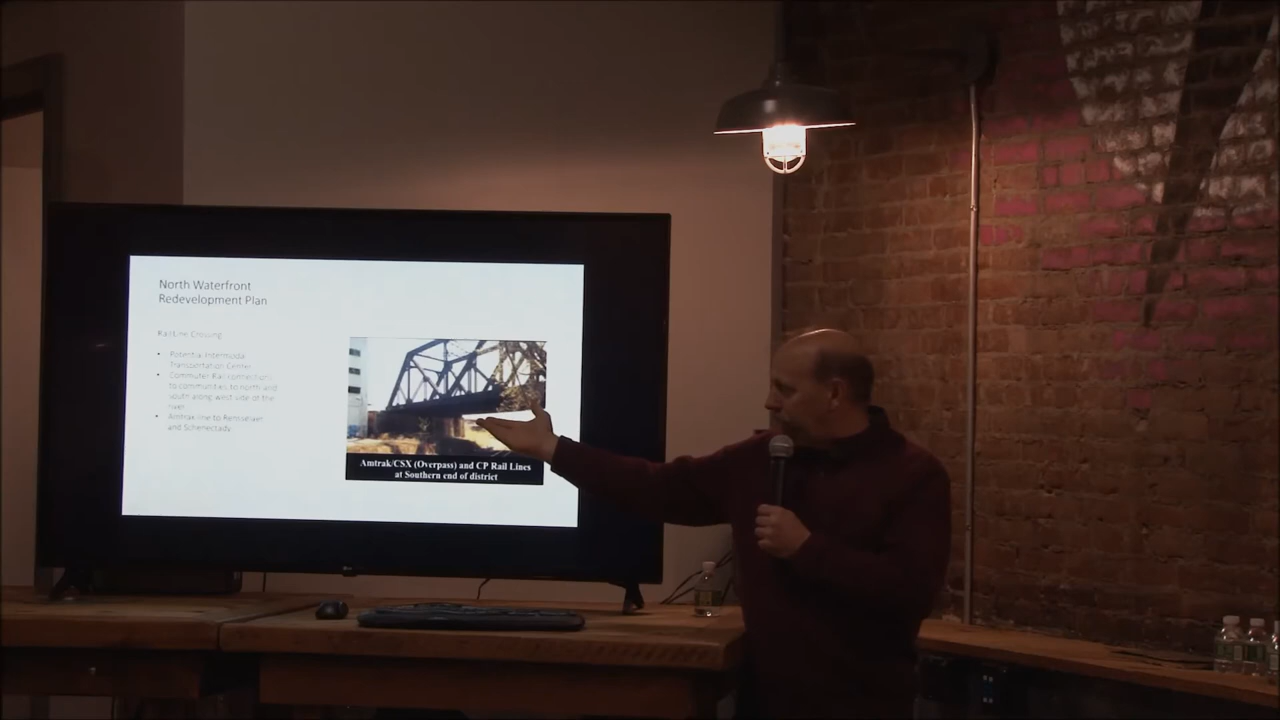 North Waterfront
Redevelopment Plan
Rail Line Crossing
• Potential Intermodal
Transportation Center
• Commuter Rail connections
to communities to north and
south along west side of the
river.
• Amtrak line to Rensselaer
and Schenectady
Amtrak/CSX (Overpass) and CP Rail Lines
at Southern end of district